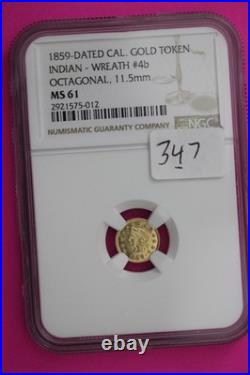 1859-DATED CAL. GOLD TOKEN
INDIAN - WREATH #4b
OCTAGONAL, 11.5mm
MS 61
2921575-012
NUMISMATIC GUARANTY COMPANY
NGC
347